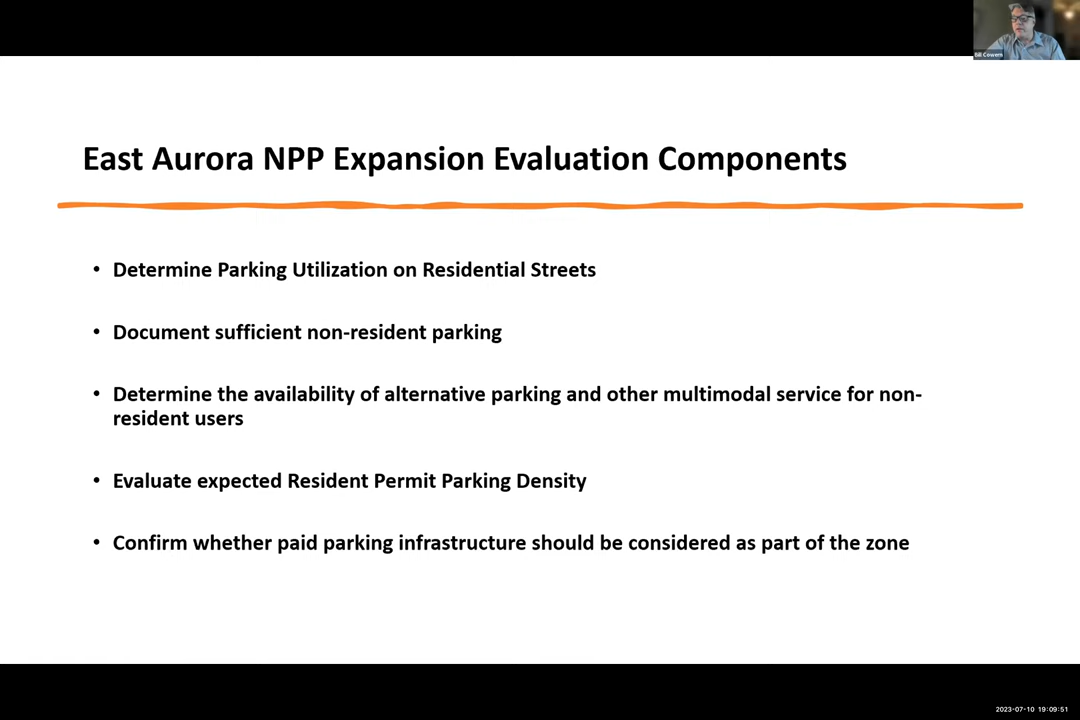 Bill Cowern
East Aurora NPP Expansion Evaluation Components
• Determine Parking Utilization on Residential Streets
• Document sufficient non-resident parking
• Determine the availability of alternative parking and other multimodal service for non-
resident users
• Evaluate expected Resident Permit Parking Density
• Confirm whether paid parking infrastructure should be considered as part of the zone
2023-07-10 19:09:51